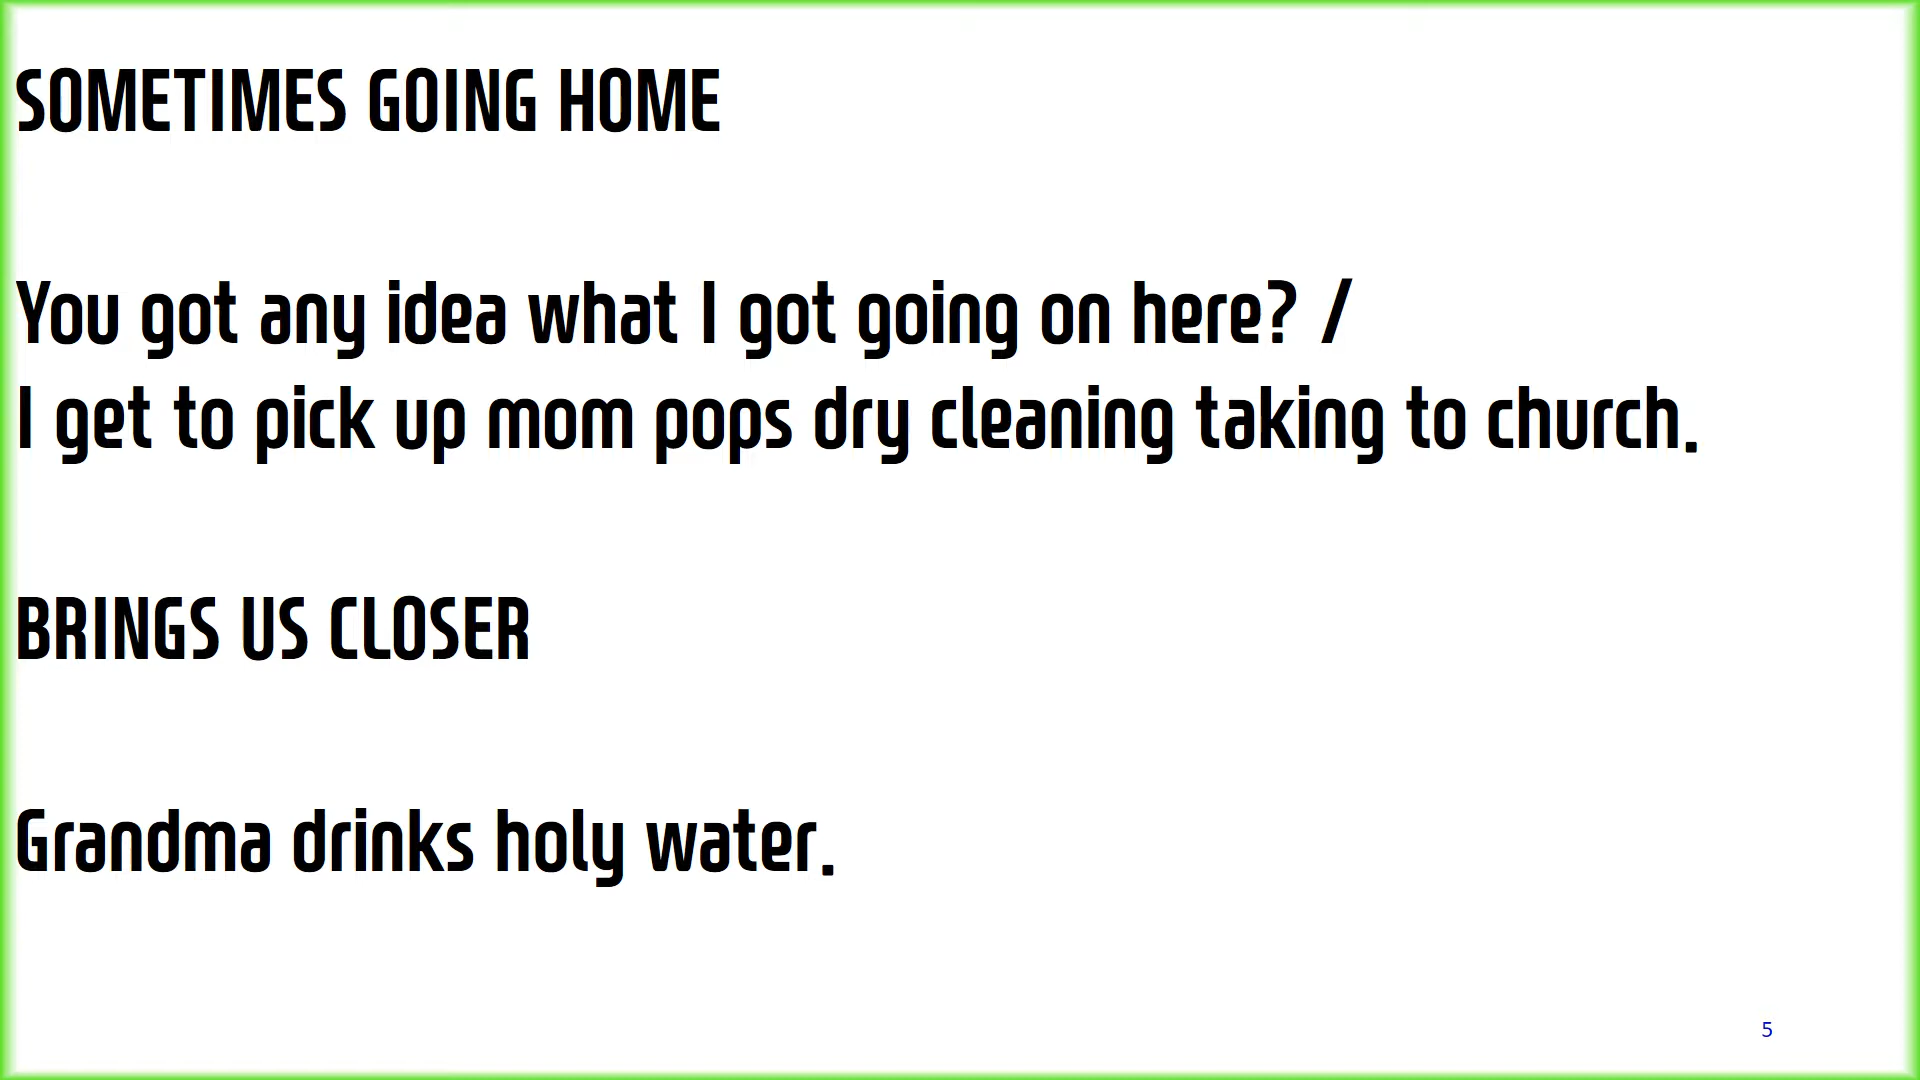 SOMETIMES GOING HOME
You got any idea what I got going on here? /
I get to pick up mom pops dry cleaning taking to church.
BRINGS US CLOSER
Grandma drinks holy water.
5